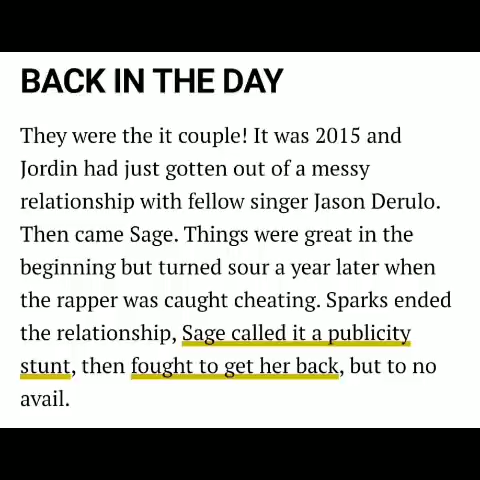 BACK IN THE DAY
They were the it couple! It was 2015 and
Jordin had just gotten out of a messy
relationship with fellow singer Jason Derulo.
Then came Sage. Things were great in the
beginning but turned sour a year later when
the rapper was caught cheating. Sparks ended
the relationship, Sage called it a publicity
stunt, then fought to get her back, but to no
avail.